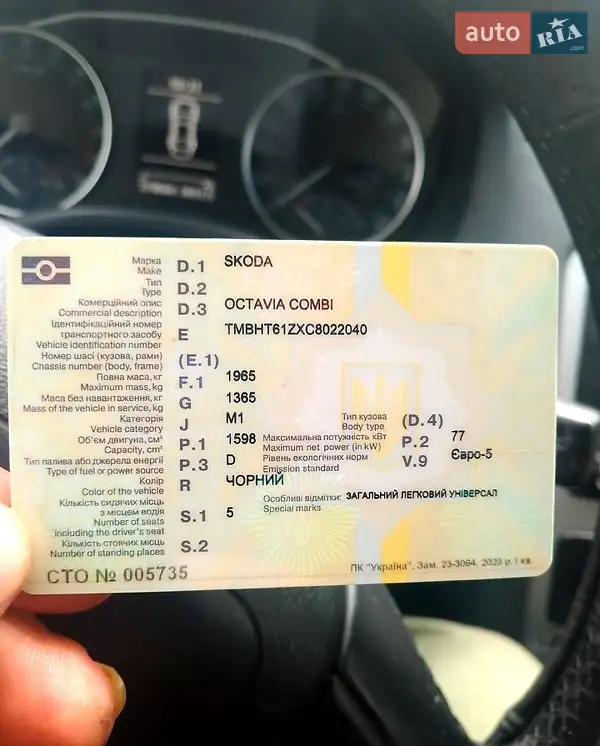 auto RIA .com
Марка D.1 SKODA
Make
Тип D.2
Type
Комерційний опис D.3 OCTAVIA COMBI
Commercial description
Ідентифікаційний номер
транспортного засобу E TMBHT61ZXC8022040
Vehicle identification number
Номер шасі (кузова, рами) (E.1)
Chassis number (body, frame)
Повна маса, кг F.1 1965
Maximum mass, kg
Маса без навантаження, кг G 1365
Mass of the vehicle in service, kg
Категорія J M1 Тип кузова (D.4)
Vehicle category Body type
Об'єм двигуна, см³ P.1 1598 Максимальна потужність кВт P.2 77
Capacity, cm³ Maximum net power (in kW)
Тип палива або джерела енергії P.3 D Рівень екологічних норм V.9 Євро-5
Type of fuel or power source Emission standard
Колір R ЧОРНИЙ
Color of the vehicle
Кількість сидячих місць
з місцем водія S.1 5 Особливі відмітки: ЗАГАЛЬНИЙ ЛЕГКОВИЙ УНІВЕРСАЛ
Number of seats Special marks
including the driver's seat
Кількість стоячих місць S.2
Number of standing places
СТО № 005735 ПК "Україна". Зам. 23-3064. 2023 р. I кв.